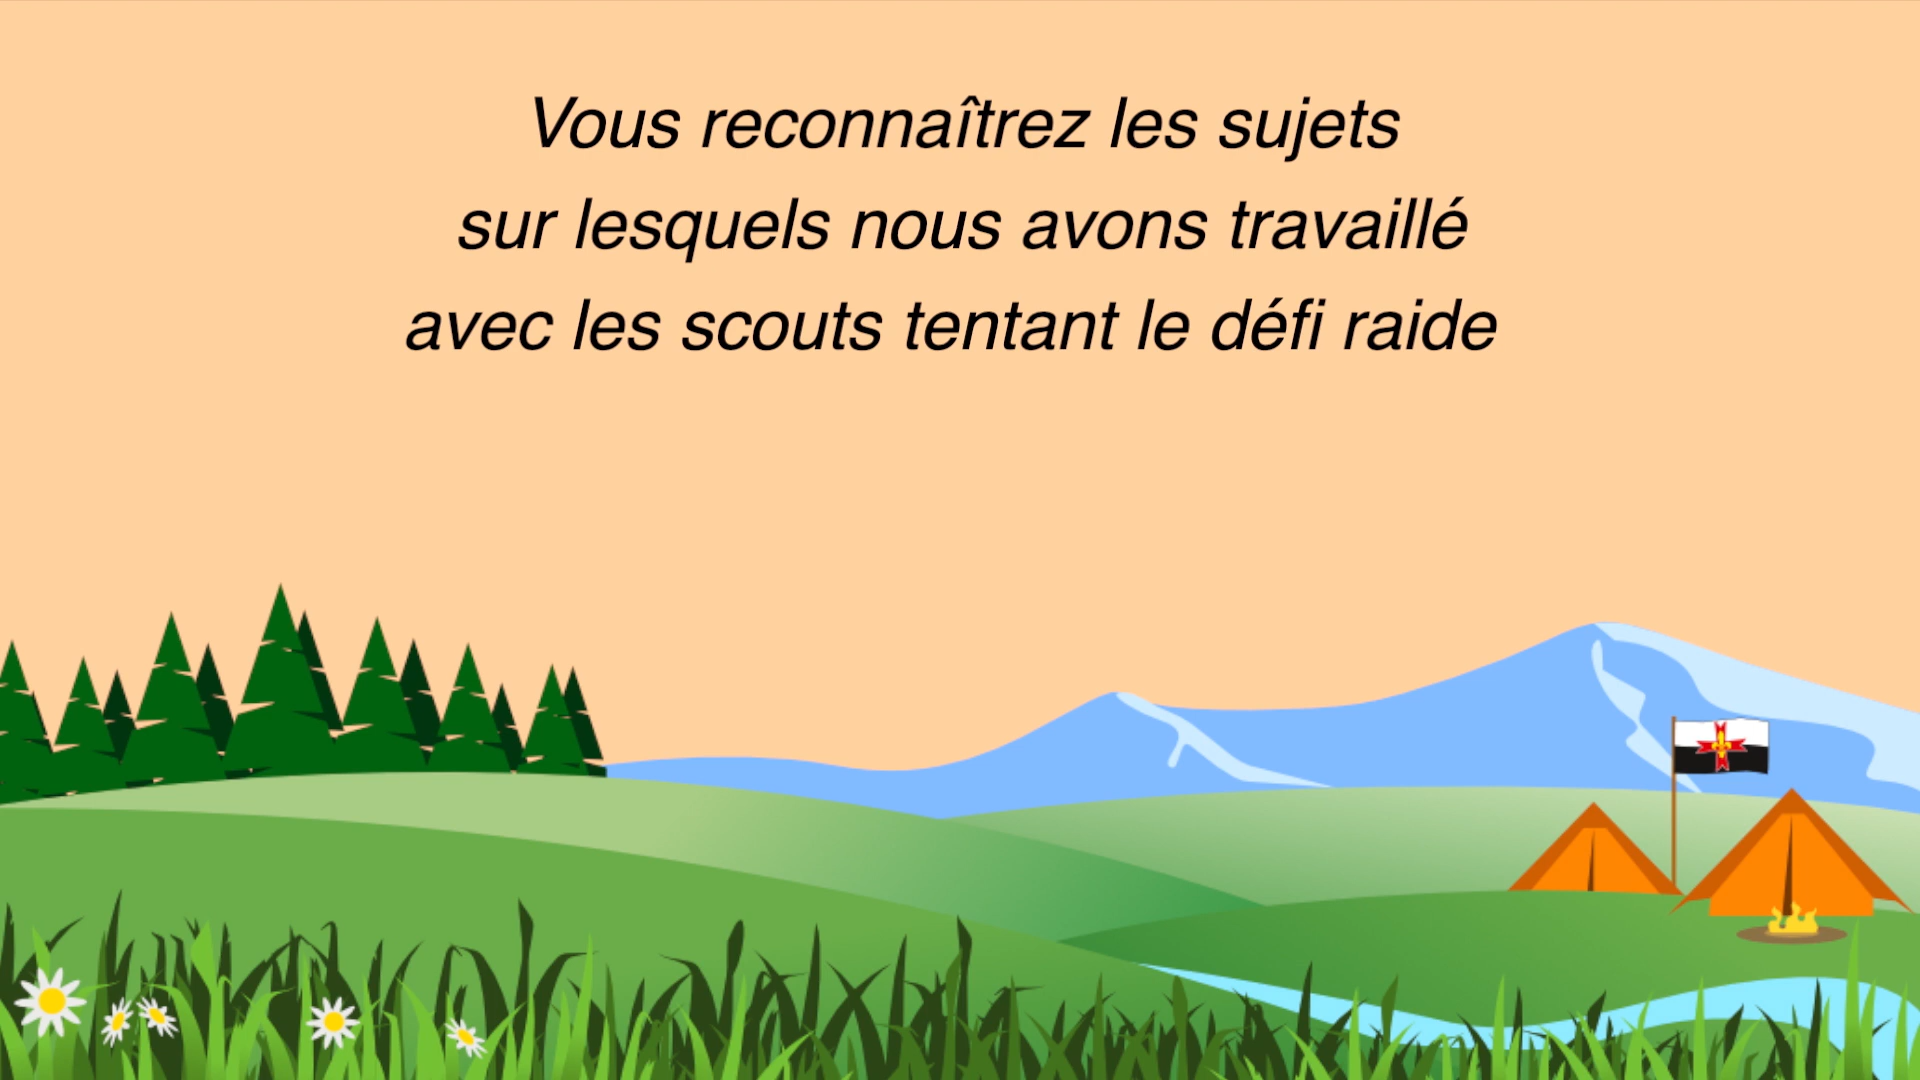 Vous reconnaîtrez les sujets
sur lesquels nous avons travaillé
avec les scouts tentant le défi raide